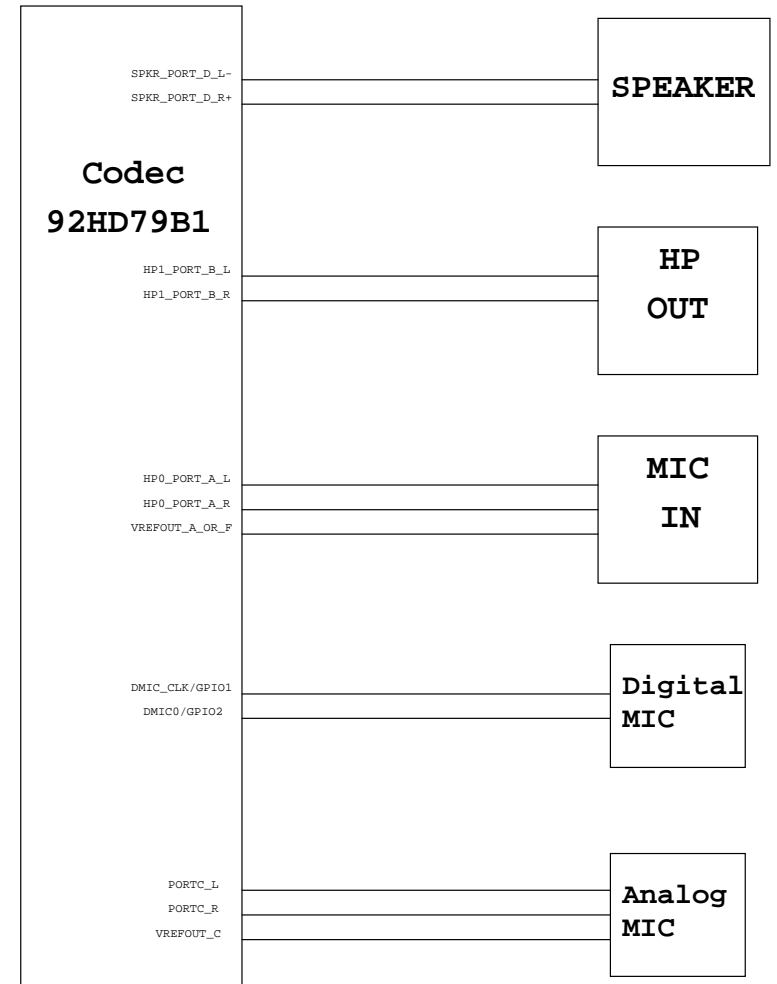 SPKR_PORT_D_L-
SPKR_PORT_D_R+
SPEAKER
Codec
92HD79B1
HP1_PORT_B_L
HP1_PORT_B_R
HP
OUT
HP0_PORT_A_L
HP0_PORT_A_R
VREFOUT_A_OR_F
MIC
IN
DMIC_CLK/GPIO1
DMIC0/GPIO2
Digital
MIC
PORTC_L
PORTC_R
VREFOUT_C
Analog
MIC